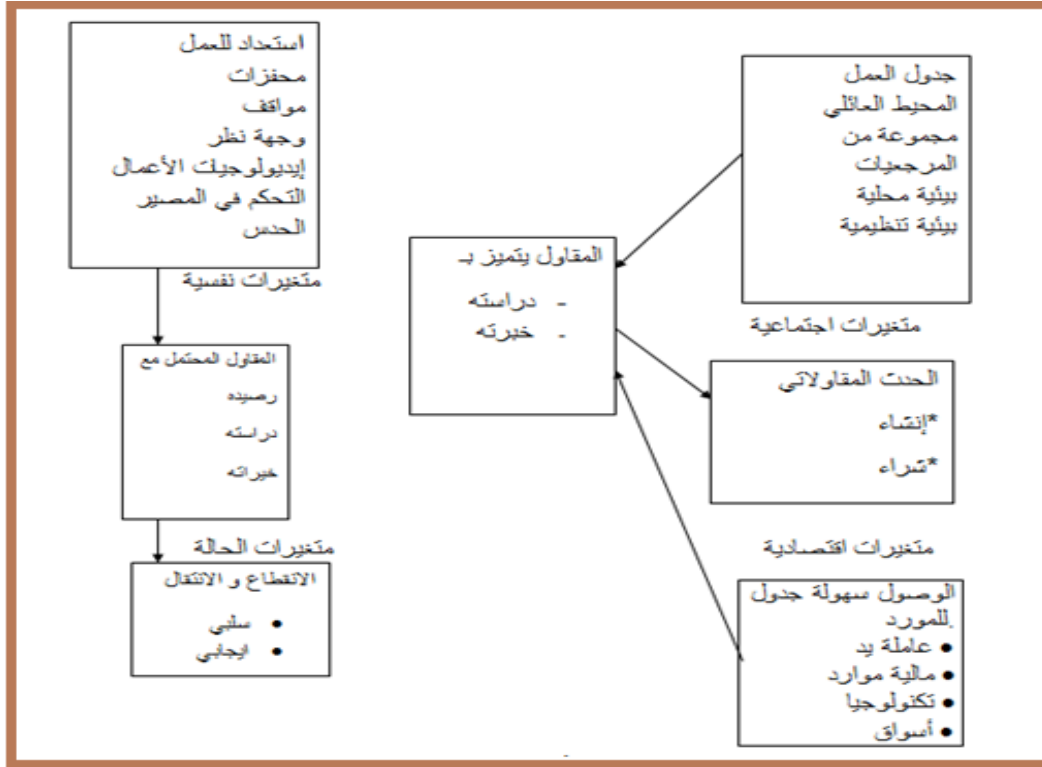 جدول العمل
المحيط العائلي
مجموعة من
المرجعيات
بيئية محلية
بيئية تنظيمية
متغيرات اجتماعية
استعداد للعمل
محفزات
مواقف
وجهة نظر
إيديولوجيات الأعمال
التحكم في المصير
الحدس
متغيرات نفسية
المقاول يتميز بـ
- دراسته
- خبرته
الحدث المقاولاتي
*إنشاء
*شراء
المقاول المحتمل مع
رصيده
دراسته
خبراته
متغيرات الحالة
الانقطاع و الانتقال
• سلبي
• ايجابي
متغيرات اقتصادية
الوصول سهولة جدول
للمورد.
• عاملة يد
• مالية موارد
• تكنولوجيا
• أسواق